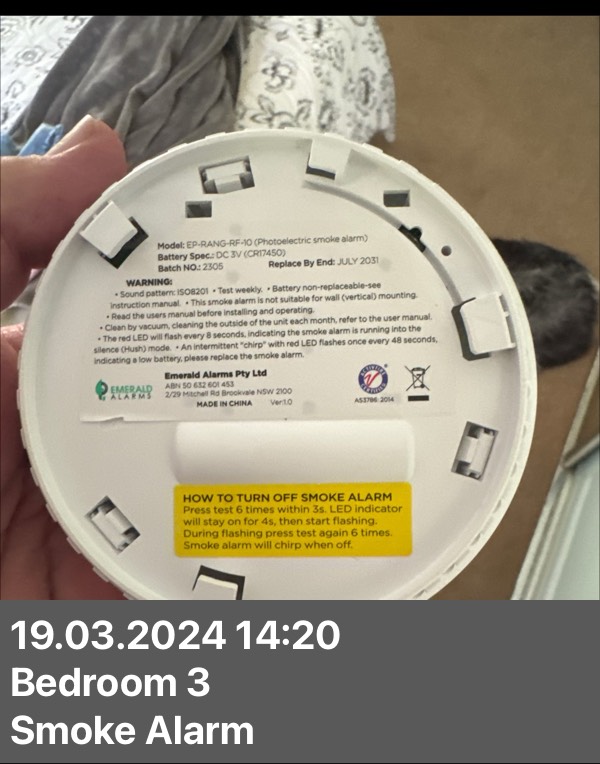 Model: EP-RANG-RF-10 (Photoelectric smoke alarm)
Battery Spec.: DC 3V (CR17450)
Batch NO.: 2305 Replace By End: JULY 2031
WARNING:
• Sound pattern: ISO8201 • Test weekly. • Battery non-replaceable-see
instruction manual. • This smoke alarm is not suitable for wall (vertical) mounting.
• Read the users manual before installing and operating.
• Clean by vacuum, cleaning the outside of the unit each month, refer to the user manual.
• The red LED will flash every 8 seconds, indicating the smoke alarm is running into the
silence (Hush) mode. • An intermittent "chirp" with red LED flashes once every 48 seconds,
indicating a low battery, please replace the smoke alarm.
EMERALD
ALARMS
Emerald Alarms Pty Ltd
ABN 50 632 601 453
2/29 Mitchell Rd Brookvale NSW 2100
MADE IN CHINA Ver:1.0
AS3786:2014
HOW TO TURN OFF SMOKE ALARM
Press test 6 times within 3s. LED indicator
will stay on for 4s, then start flashing.
During flashing press test again 6 times.
Smoke alarm will chirp when off.
19.03.2024 14:20
Bedroom 3
Smoke Alarm